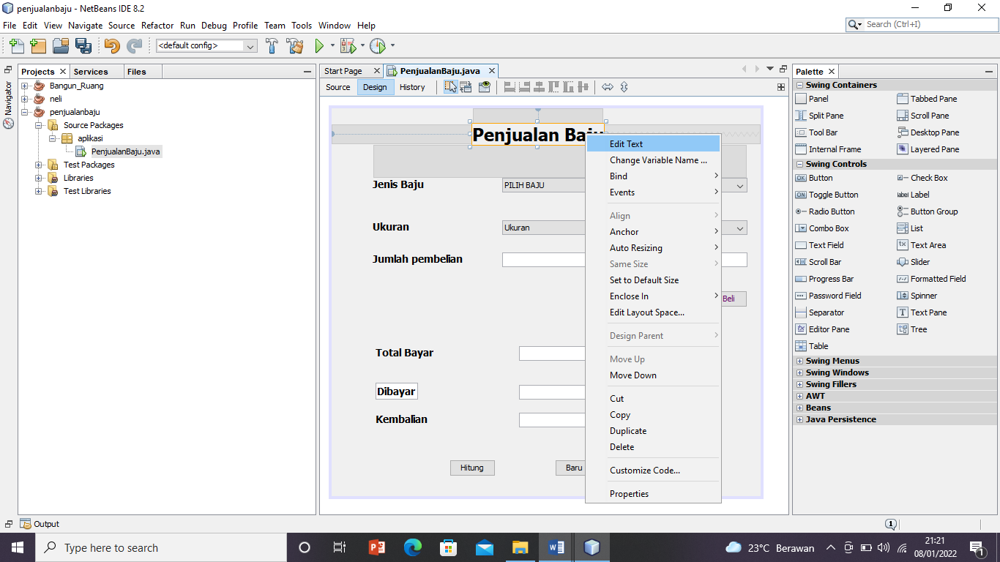 penjualanbaju - NetBeans IDE 8.2
File Edit View Navigate Source Refactor Run Debug Profile Team Tools Window Help
Search (Ctrl+I)
<default config>
Projects Services Files
Navigator
Bangun_Ruang
neli
penjualanbaju
Source Packages
aplikasi
PenjualanBaju.java
Test Packages
Libraries
Test Libraries
Start Page PenjualanBaju.java
Source Design History
Penjualan Baju
Jenis Baju PILIH BAJU
Ukuran Ukuran
Jumlah pembelian
Beli
Total Bayar
Dibayar
Kembalian
Hitung Baru
Edit Text
Change Variable Name ...
Bind
Events
Align
Anchor
Auto Resizing
Same Size
Set to Default Size
Enclose In
Edit Layout Space...
Design Parent
Move Up
Move Down
Cut
Copy
Duplicate
Delete
Customize Code...
Properties
Palette
Swing Containers
Panel Tabbed Pane
Split Pane Scroll Pane
Tool Bar Desktop Pane
Internal Frame Layered Pane
Swing Controls
OK Button Check Box
ON Toggle Button label Label
Radio Button Button Group
Combo Box List
Text Field Text Area
Scroll Bar Slider
Progress Bar Formatted Field
Password Field Spinner
Separator Text Pane
Editor Pane Tree
Table
Swing Menus
Swing Windows
Swing Fillers
AWT
Beans
Java Persistence
Output
1
Type here to search
23°C Berawan
21:21
08/01/2022
1